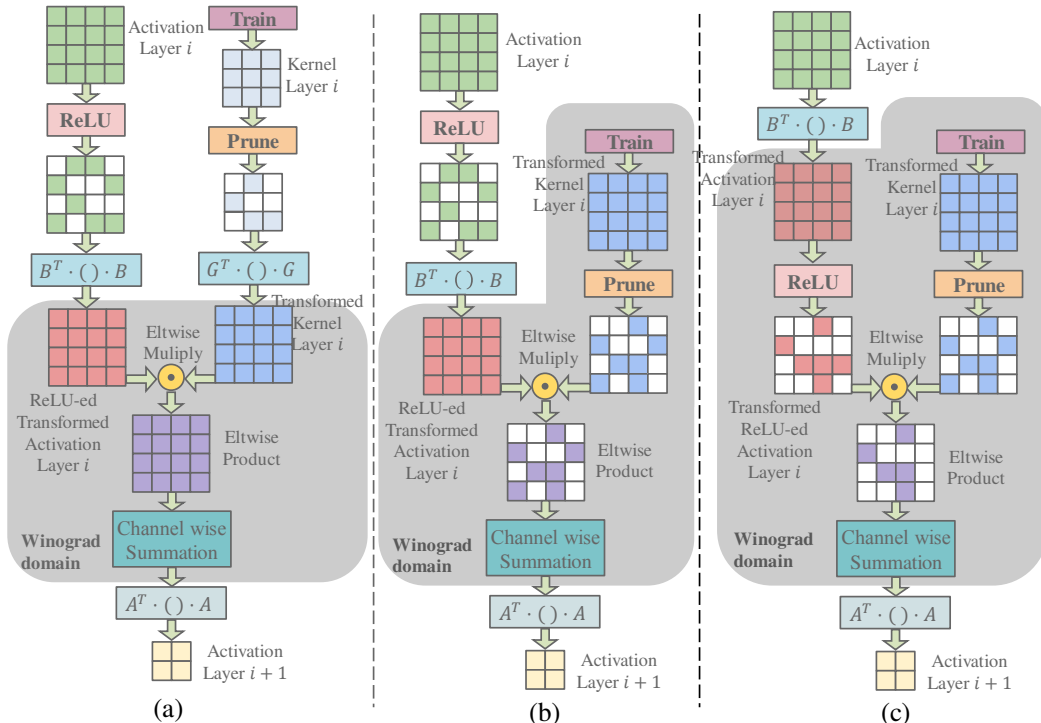 Activation
Layer i
Train
Kernel
Layer i
ReLU
Prune
B^T · ( ) · B
G^T · ( ) · G
Transformed
Kernel
Layer i
Eltwise
Muliply
ReLU-ed
Transformed
Activation
Layer i
Eltwise
Product
Winograd
domain
Channel wise
Summation
A^T · ( ) · A
Activation
Layer i + 1
(a)
Activation
Layer i
ReLU
Train
Transformed
Kernel
Layer i
B^T · ( ) · B
Prune
Eltwise
Muliply
ReLU-ed
Transformed
Activation
Layer i
Eltwise
Product
Winograd
domain
Channel wise
Summation
A^T · ( ) · A
Activation
Layer i + 1
(b)
Activation
Layer i
B^T · ( ) · B
Train
Transformed
Activation
Layer i
Transformed
Kernel
Layer i
ReLU
Prune
Eltwise
Muliply
Transformed
ReLU-ed
Activation
Layer i
Eltwise
Product
Winograd
domain
Channel wise
Summation
A^T · ( ) · A
Activation
Layer i + 1
(c)